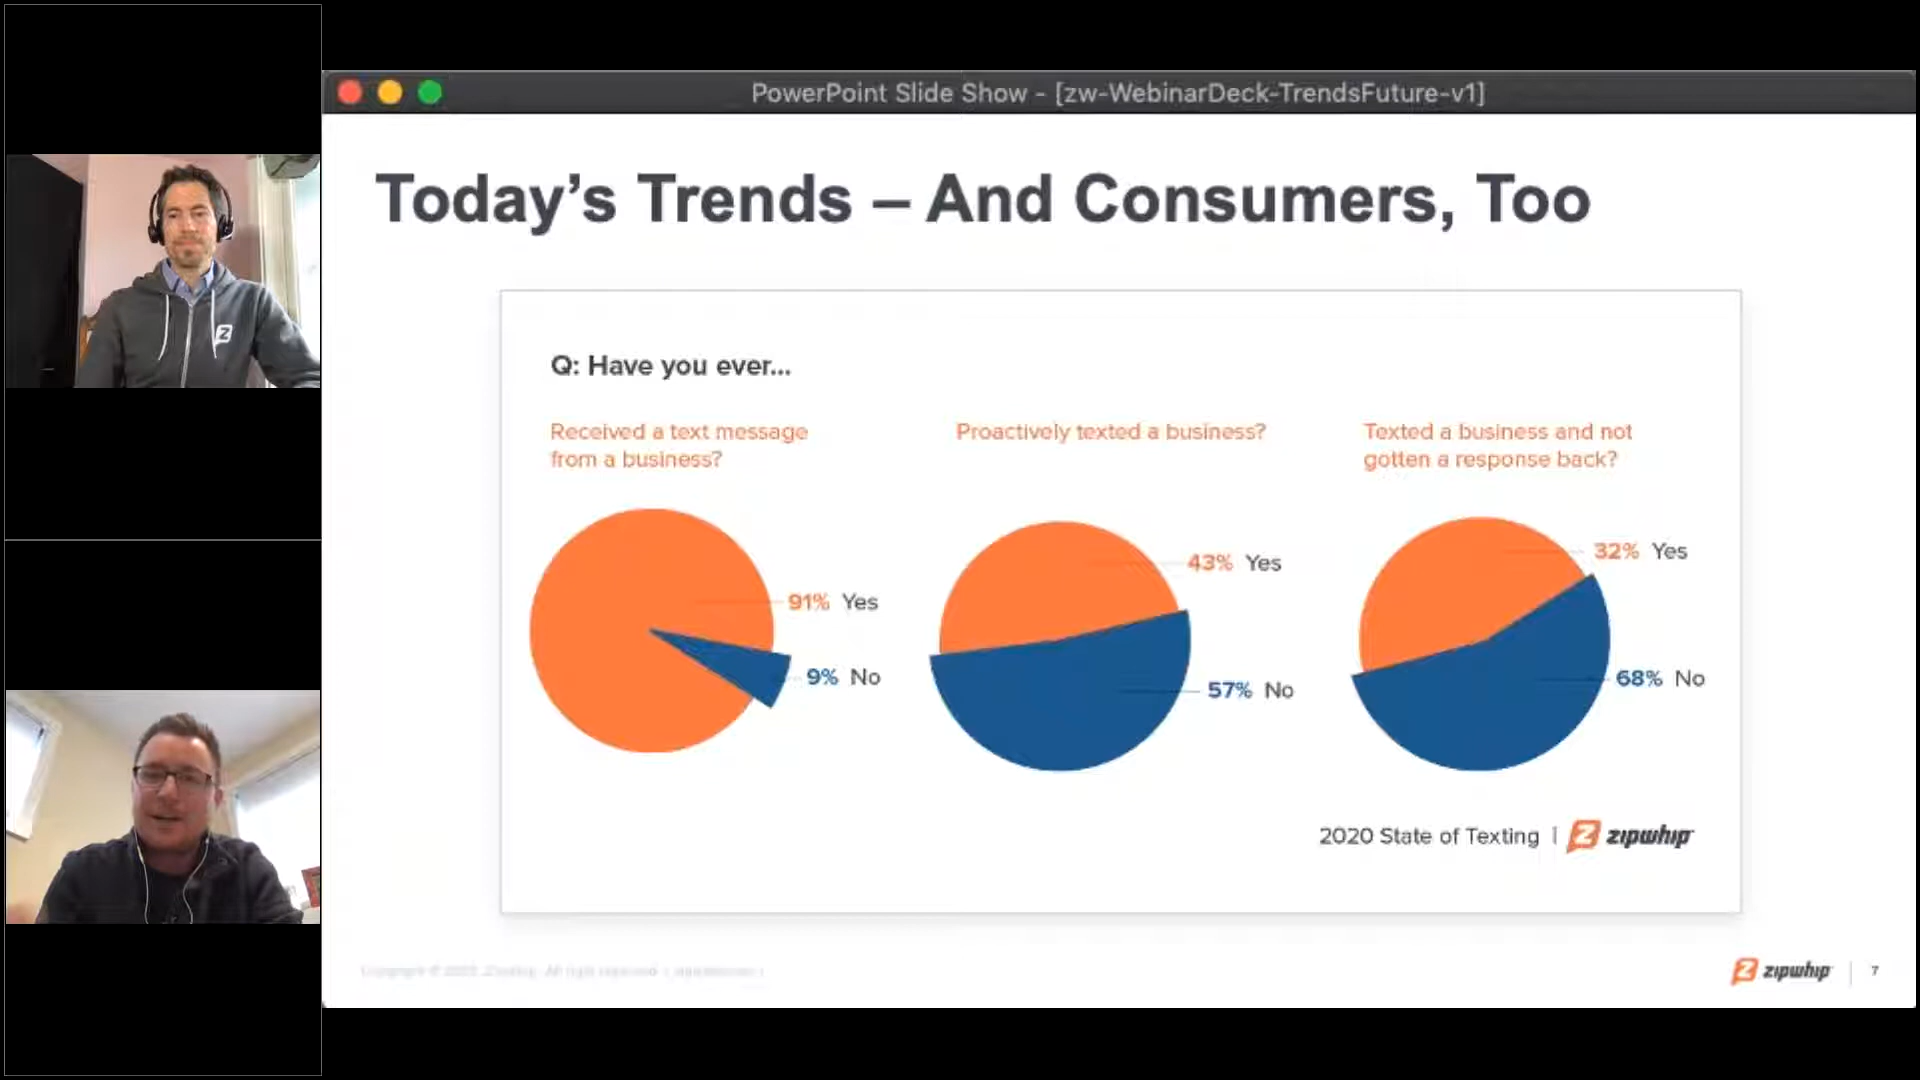 PowerPoint Slide Show - [zw-WebinarDeck-TrendsFuture-v1]
Today's Trends – And Consumers, Too
Q: Have you ever...
Received a text message
from a business?
91% Yes
9% No
Proactively texted a business?
43% Yes
57% No
Texted a business and not
gotten a response back?
32% Yes
68% No
2020 State of Texting | zipwhip
zipwhip | 7